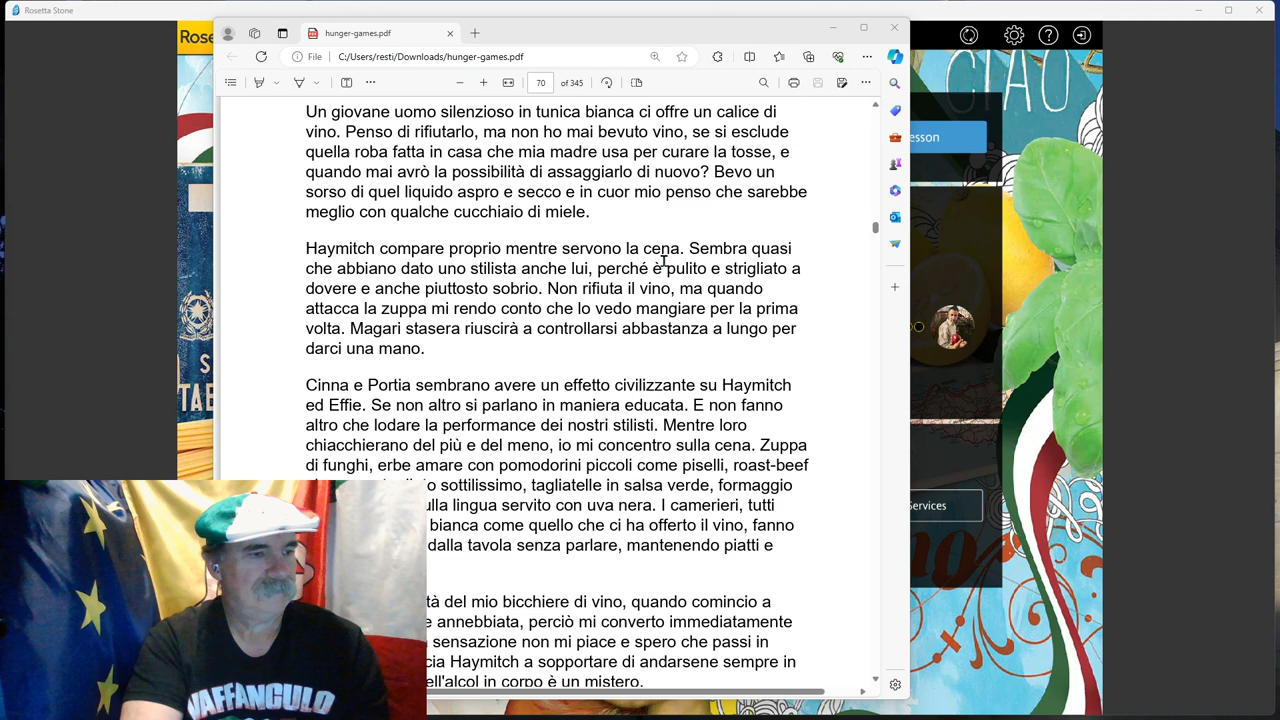 Rosetta Stone
Rose
hunger-games.pdf
File
C:/Users/resti/Downloads/hunger-games.pdf
70 of 345
CIAO
esson
Un giovane uomo silenzioso in tunica bianca ci offre un calice di
vino. Penso di rifiutarlo, ma non ho mai bevuto vino, se si esclude
quella roba fatta in casa che mia madre usa per curare la tosse, e
quando mai avrò la possibilità di assaggiarlo di nuovo? Bevo un
sorso di quel liquido aspro e secco e in cuor mio penso che sarebbe
meglio con qualche cucchiaio di miele.
Haymitch compare proprio mentre servono la cena. Sembra quasi
che abbiano dato uno stilista anche lui, perché è pulito e strigliato a
dovere e anche piuttosto sobrio. Non rifiuta il vino, ma quando
attacca la zuppa mi rendo conto che lo vedo mangiare per la prima
volta. Magari stasera riuscirà a controllarsi abbastanza a lungo per
darci una mano.
Cinna e Portia sembrano avere un effetto civilizzante su Haymitch
ed Effie. Se non altro si parlano in maniera educata. E non fanno
altro che lodare la performance dei nostri stilisti. Mentre loro
chiacchierano del più e del meno, io mi concentro sulla cena. Zuppa
di funghi, erbe amare con pomodorini piccoli come piselli, roast-beef
o sottilissimo, tagliatelle in salsa verde, formaggio
ulla lingua servito con uva nera. I camerieri, tutti
bianca come quello che ci ha offerto il vino, fanno
dalla tavola senza parlare, mantenendo piatti e
tà del mio bicchiere di vino, quando comincio a
e annebbiata, perciò mi converto immediatamente
sensazione non mi piace e spero che passi in
cia Haymitch a sopportare di andarsene sempre in
ell'alcol in corpo è un mistero.
Services
VAFFANCULO